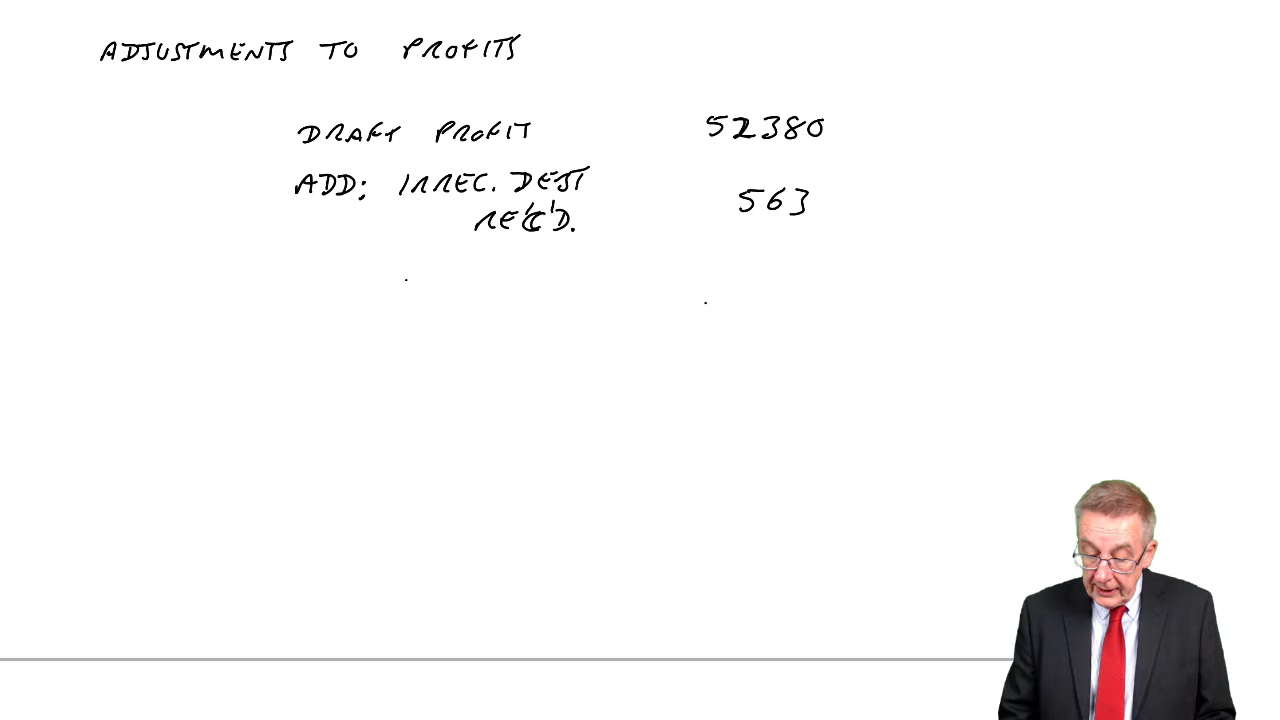 ADJUSTMENTS TO PROFITS
DRAFT PROFIT 52380
ADD: IRREC. DEBT 563
REC'D.